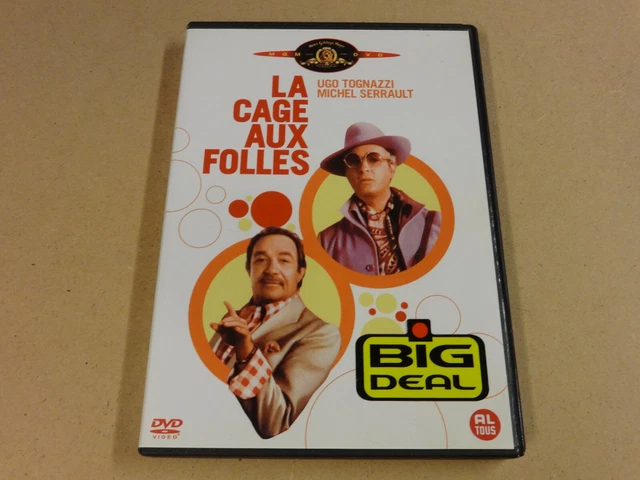 MGM DVD
LA
CAGE
AUX
FOLLES
UGO TOGNAZZI
MICHEL SERRAULT
BIG
DEAL
DVD
VIDEO
AL
TOUS